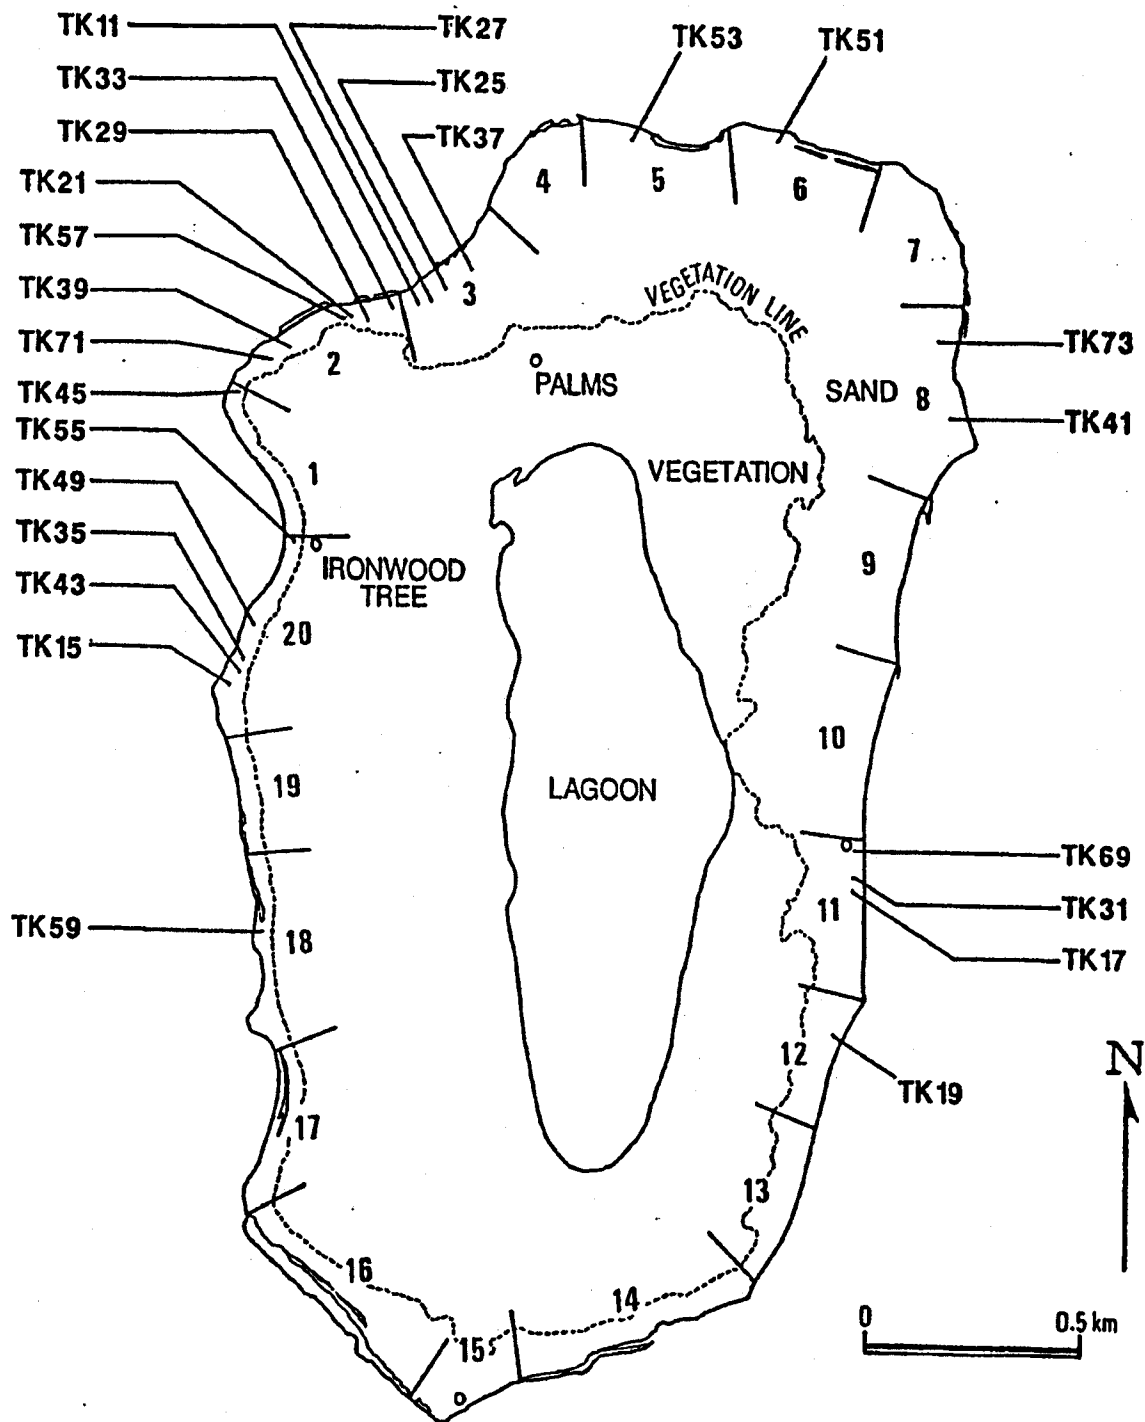 TK11
TK27
TK53
TK51
TK33
TK25
TK29
TK37
TK21
4
5
6
TK57
7
TK39
3
VEGETATION LINE
TK71
2
TK73
TK45
PALMS
SAND
8
TK41
TK55
1
VEGETATION
TK49
TK35
IRONWOOD
TREE
9
TK43
20
TK15
10
19
LAGOON
TK69
11
TK31
TK59
18
TK17
12
N
TK19
17
13
16
14
0
0.5 km
15